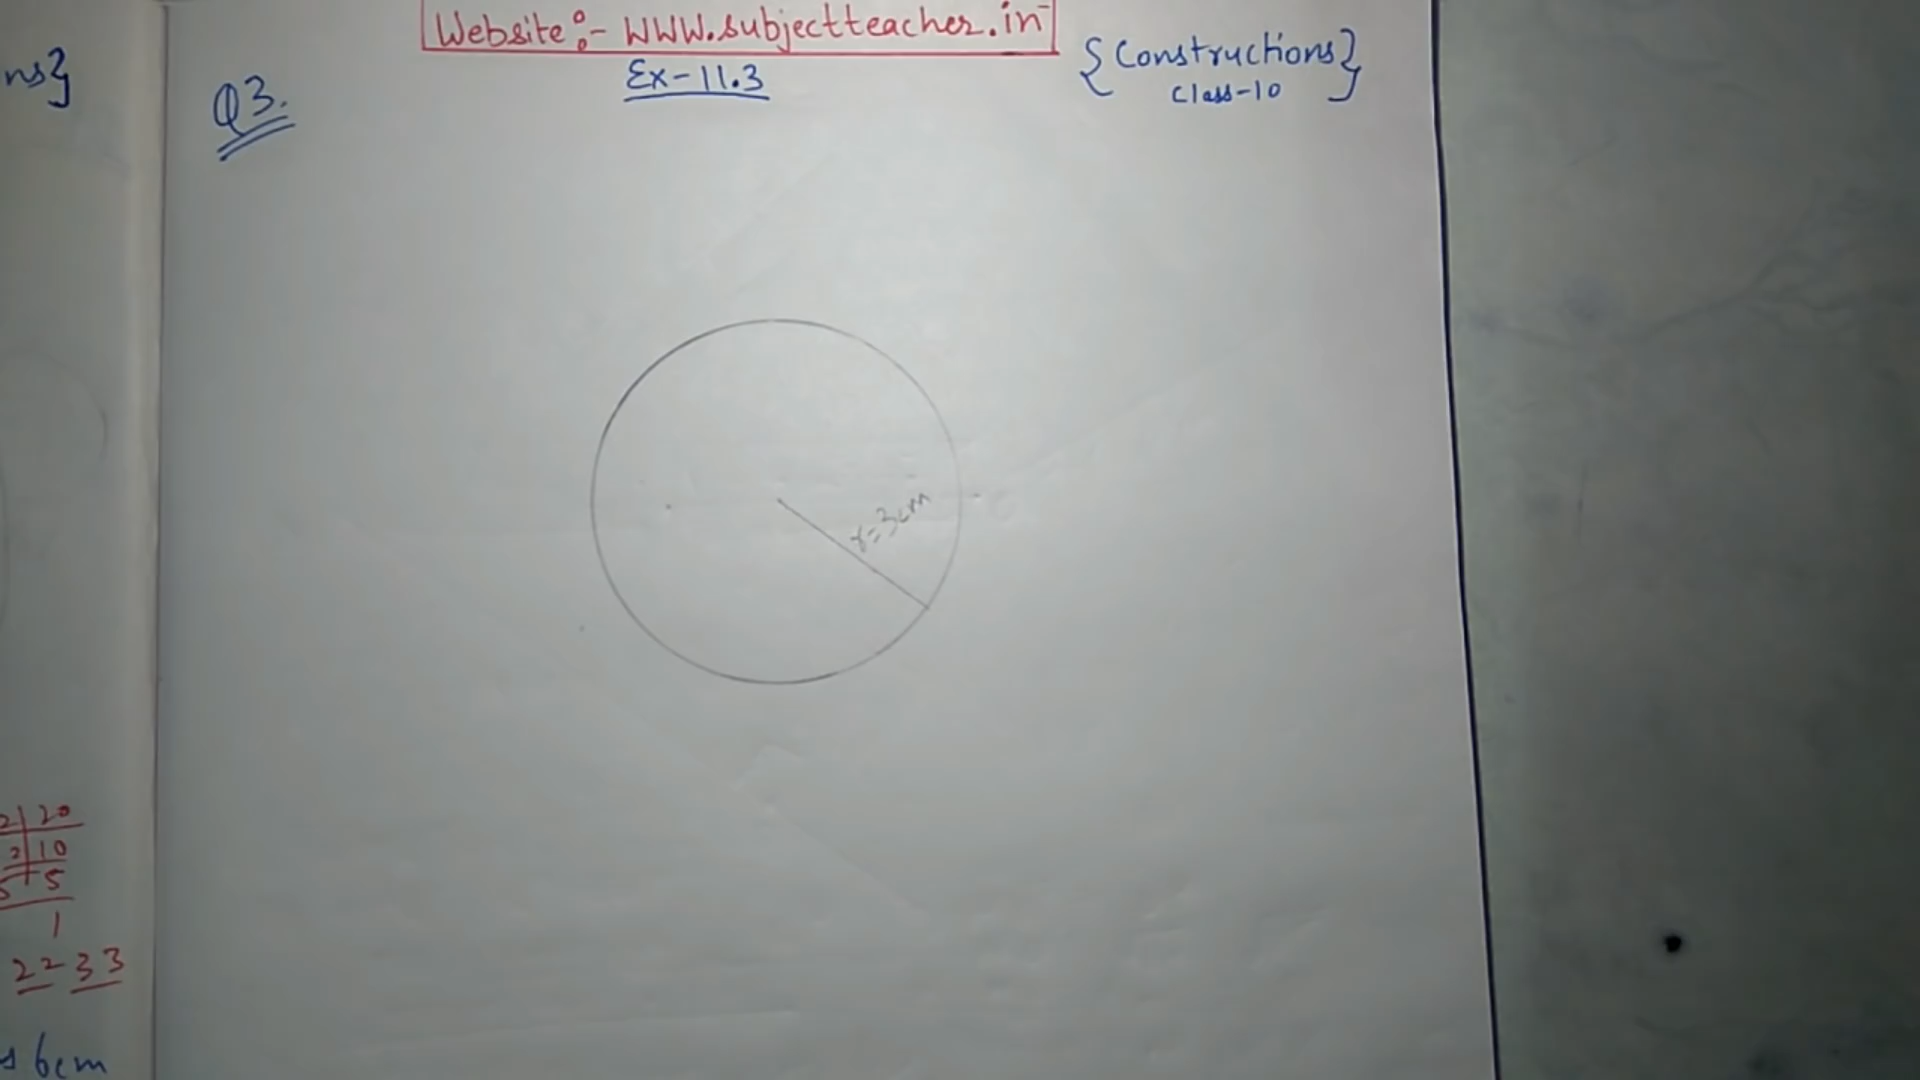 Website:- WWW.subjectteacher.in
Ex-11.3
{Constructions}
Class-10
Q3.
r=3cm
ns}
2 20
2 10
5 5
1
22 33
6cm